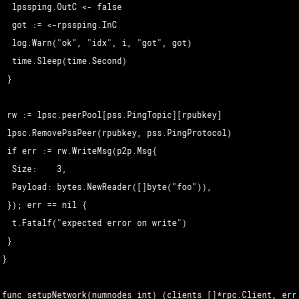 lpssping.OutC <- false
got := <-rpssping.InC
log.Warn("ok", "idx", i, "got", got)
time.Sleep(time.Second)
}
rw := lpsc.peerPool[pss.PingTopic][rpubkey]
lpsc.RemovePssPeer(rpubkey, pss.PingProtocol)
if err := rw.WriteMsg(p2p.Msg{
Size:    3,
Payload: bytes.NewReader([]byte("foo")),
}); err == nil {
t.Fatalf("expected error on write")
}
}
func setupNetwork(numnodes int) (clients []*rpc.Client, err